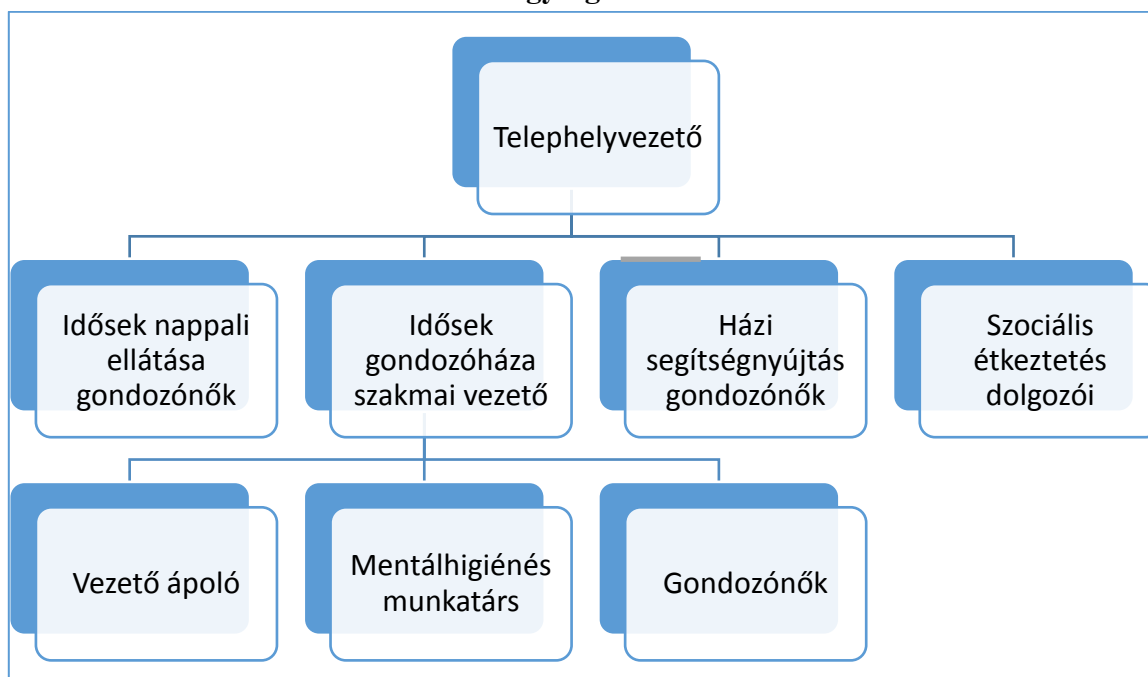 Telephelyvezető
Idősek nappali
ellátása
gondozónők
Idősek
gondozóháza
szakmai vezető
Házi
segítségnyújtás
gondozónők
Szociális
étkeztetés
dolgozói
Vezető ápoló
Mentálhigiénés
munkatárs
Gondozónők